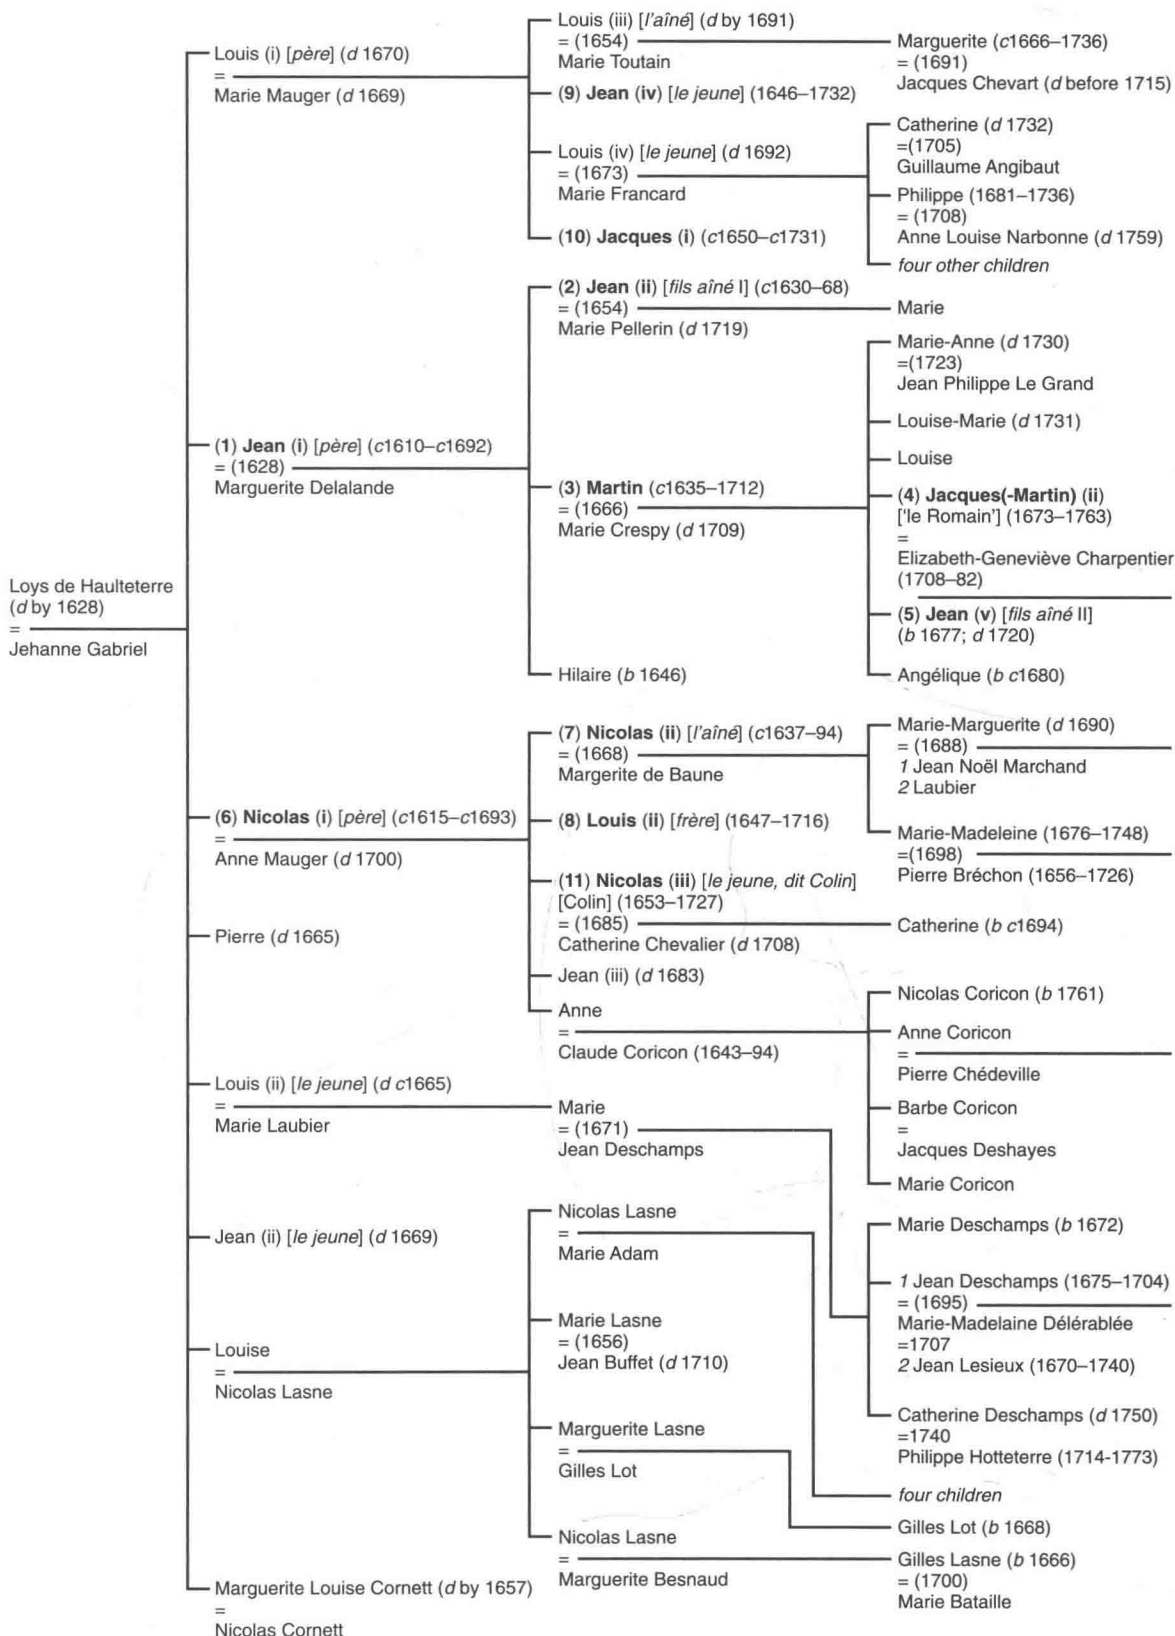 Loys de Haulteterre
(d by 1628)
=
Jehanne Gabriel
Louis (i) [père] (d 1670)
=
Marie Mauger (d 1669)
(1) Jean (i) [père] (c1610–c1692)
= (1628)
Marguerite Delalande
(6) Nicolas (i) [père] (c1615–c1693)
=
Anne Mauger (d 1700)
Pierre (d 1665)
Louis (ii) [le jeune] (d c1665)
=
Marie Laubier
Jean (ii) [le jeune] (d 1669)
Louise
=
Nicolas Lasne
Marguerite Louise Cornett (d by 1657)
=
Nicolas Cornett
Louis (iii) [l'aîné] (d by 1691)
= (1654)
Marie Toutain
(9) Jean (iv) [le jeune] (1646–1732)
Louis (iv) [le jeune] (d 1692)
= (1673)
Marie Francard
(10) Jacques (i) (c1650–c1731)
(2) Jean (ii) [fils aîné I] (c1630–68)
= (1654)
Marie Pellerin (d 1719)
(3) Martin (c1635–1712)
= (1666)
Marie Crespy (d 1709)
Hilaire (b 1646)
(7) Nicolas (ii) [l'aîné] (c1637–94)
= (1668)
Margerite de Baune
(8) Louis (ii) [frère] (1647–1716)
(11) Nicolas (iii) [le jeune, dit Colin]
[Colin] (1653–1727)
= (1685)
Catherine Chevalier (d 1708)
Jean (iii) (d 1683)
Anne
=
Claude Coricon (1643–94)
Marie
= (1671)
Jean Deschamps
Nicolas Lasne
=
Marie Adam
Marie Lasne
= (1656)
Jean Buffet (d 1710)
Marguerite Lasne
=
Gilles Lot
Nicolas Lasne
=
Marguerite Besnaud
Marguerite (c1666–1736)
= (1691)
Jacques Chevart (d before 1715)
Catherine (d 1732)
=(1705)
Guillaume Angibaut
Philippe (1681–1736)
= (1708)
Anne Louise Narbonne (d 1759)
four other children
Marie
Marie-Anne (d 1730)
=(1723)
Jean Philippe Le Grand
Louise-Marie (d 1731)
Louise
(4) Jacques(-Martin) (ii)
['le Romain'] (1673–1763)
=
Elizabeth-Geneviève Charpentier
(1708–82)
(5) Jean (v) [fils aîné II]
(b 1677; d 1720)
Angélique (b c1680)
Marie-Marguerite (d 1690)
= (1688)
1 Jean Noël Marchand
2 Laubier
Marie-Madeleine (1676–1748)
=(1698)
Pierre Bréchon (1656–1726)
Catherine (b c1694)
Nicolas Coricon (b 1761)
Anne Coricon
=
Pierre Chédeville
Barbe Coricon
=
Jacques Deshayes
Marie Coricon
Marie Deschamps (b 1672)
1 Jean Deschamps (1675–1704)
= (1695)
Marie-Madelaine Délérablée
=1707
2 Jean Lesieux (1670–1740)
Catherine Deschamps (d 1750)
=1740
Philippe Hotteterre (1714-1773)
four children
Gilles Lot (b 1668)
Gilles Lasne (b 1666)
= (1700)
Marie Bataille